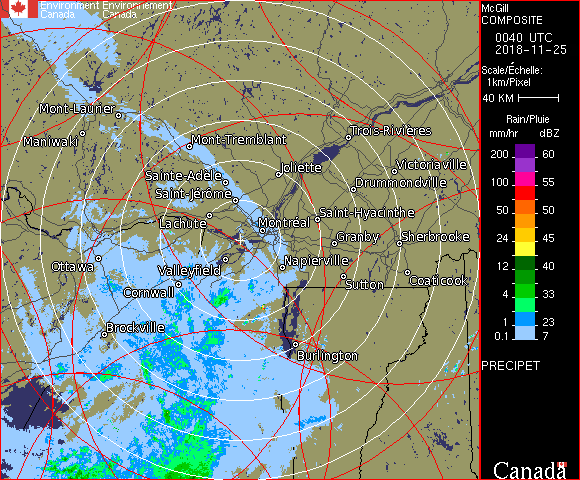 Environment Environnement
Canada Canada
McGill
COMPOSITE
0040 UTC
2018-11-25
Scale/Échelle:
1km/Pixel
40 KM
Rain/Pluie
mm/hr dBZ
200 60
100 55
50 50
24 45
12 40
4 33
1 23
0.1 7
PRECIPET
Canada
Mont-Laurier
Maniwaki
Mont-Tremblant
Trois-Rivières
Sainte-Adèle
Joliette
Victoriaville
Saint-Jérôme
Drummondville
Lachute
Saint-Hyacinthe
Montréal
Granby
Sherbrooke
Ottawa
Valleyfield
Napierville
Cornwall
Sutton
Coaticook
Brockville
Burlington